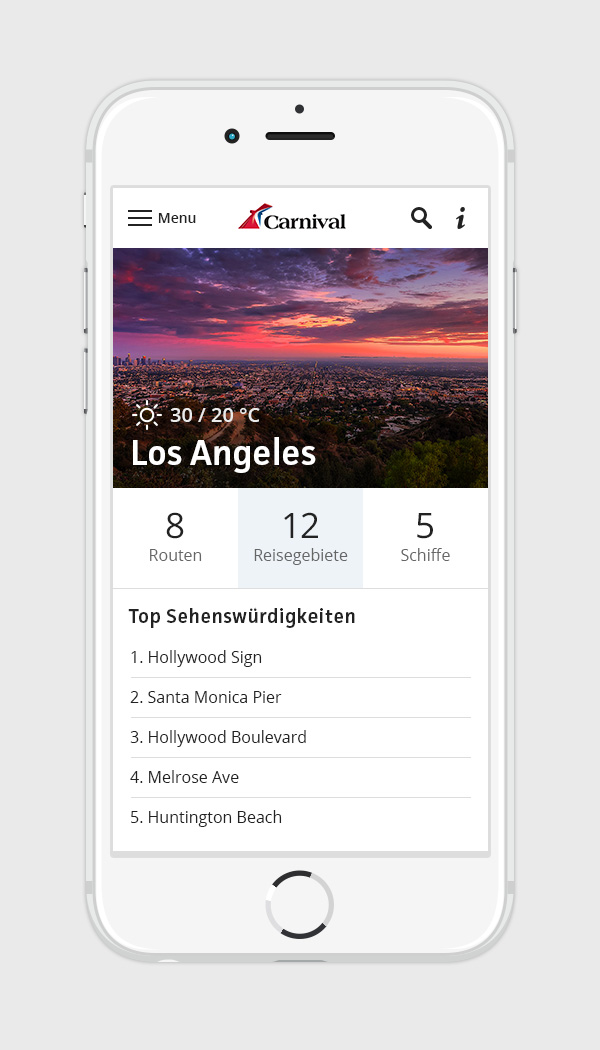 Menu
Carnival
i
30 / 20 °C
Los Angeles
8
Routen
12
Reisegebiete
5
Schiffe
Top Sehenswürdigkeiten
1. Hollywood Sign
2. Santa Monica Pier
3. Hollywood Boulevard
4. Melrose Ave
5. Huntington Beach